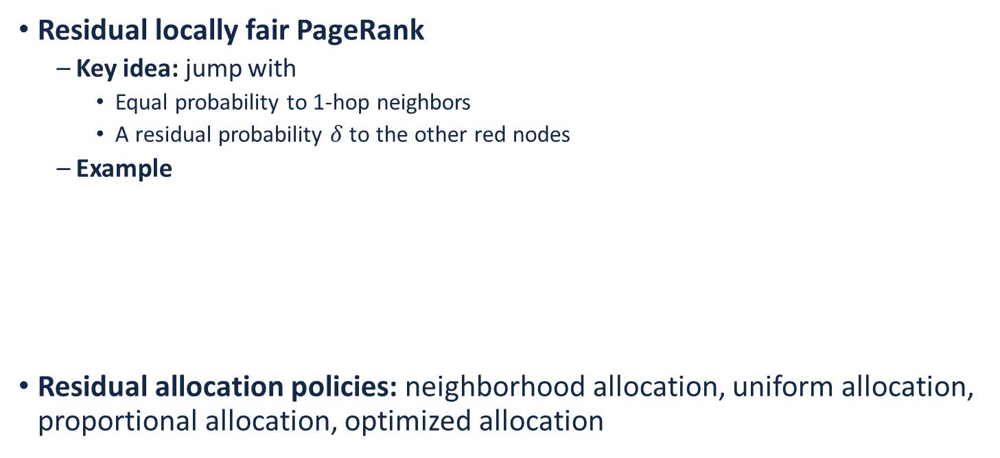 • Residual locally fair PageRank
– Key idea: jump with
• Equal probability to 1-hop neighbors
• A residual probability 𝛿 to the other red nodes
– Example
• Residual allocation policies: neighborhood allocation, uniform allocation,
proportional allocation, optimized allocation